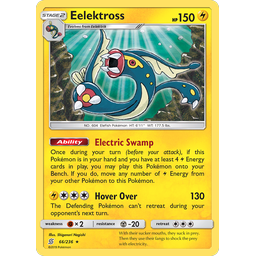 STAGE 2
Eelektross
HP150
Evolves from Eelektrik
NO. 604 EleFish Pokémon HT: 6'11" WT: 177.5 lbs.
Ability Electric Swamp
Once during your turn (before your attack), if this
Pokémon is in your hand and you have at least 4 Energy
cards in play, you may play this Pokémon onto your
Bench. If you do, move any number of Energy from
your other Pokémon to this Pokémon.
Hover Over 130
The Defending Pokémon can't retreat during your
opponent's next turn.
weakness ×2 resistance -20 retreat
Illus. Shigenori Negishi
With their sucker mouths, they suck in prey.
Then they use their fangs to shock the prey
with electricity.
66/236
©2019 Pokémon